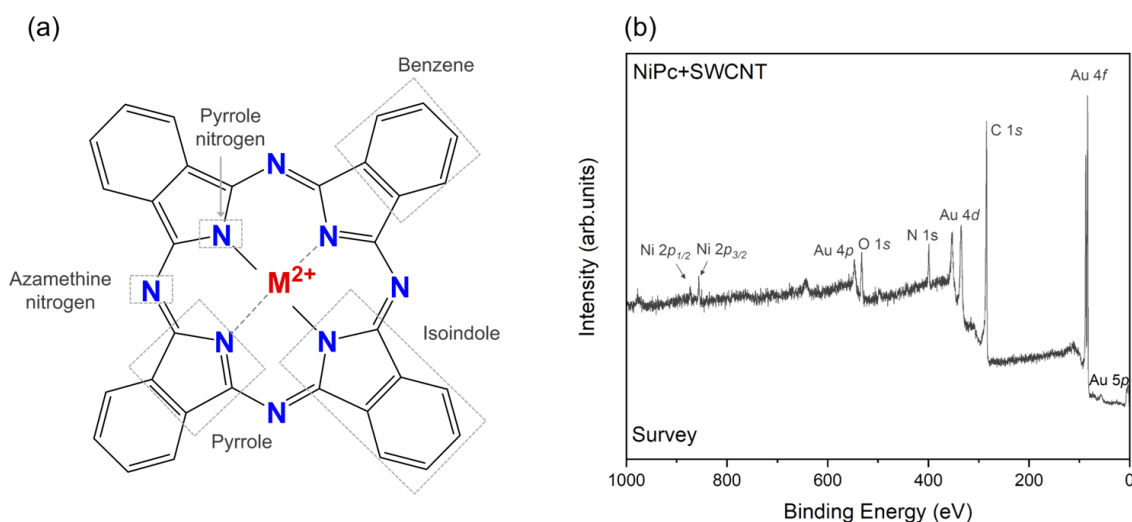 (a)
Benzene
Pyrrole
nitrogen
N
N
N
M2+
Azamethine
nitrogen
N
N
Isoindole
N
N
N
Pyrrole
(b)
NiPc+SWCNT
Au 4f
C 1s
Au 4d
N 1s
O 1s
Au 4p
Ni 2p1/2
Ni 2p3/2
Au 5p
Survey
Intensity (arb.units)
1000
800
600
400
200
0
Binding Energy (eV)